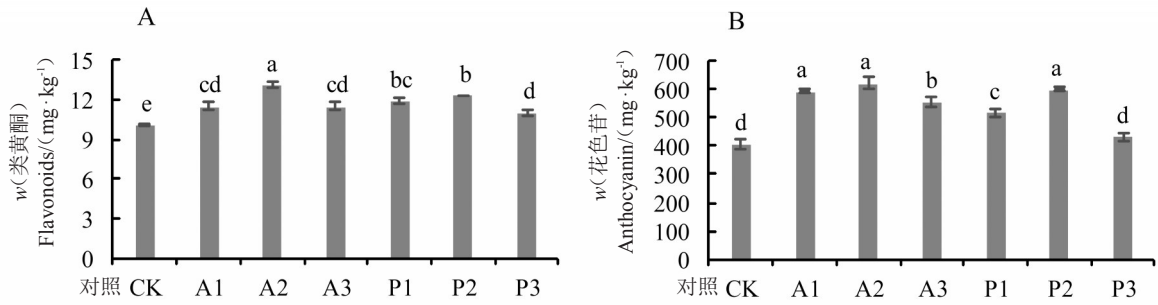 A
w(类黄酮)
Flavonoids/(mg·kg-1)
15
12
9
6
3
0
e
cd
a
cd
bc
b
d
对照 CK A1 A2 A3 P1 P2 P3
B
w(花色苷)
Anthocyanin/(mg·kg-1)
700
600
500
400
300
200
100
0
d
a
a
b
c
a
d
对照 CK A1 A2 A3 P1 P2 P3